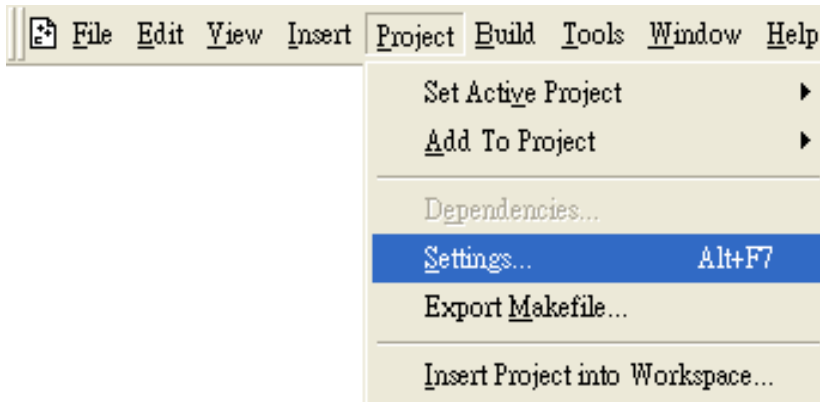 File Edit View Insert Project Build Tools Window Help
Set Active Project
Add To Project
Dependencies...
Settings... Alt+F7
Export Makefile...
Insert Project into Workspace...